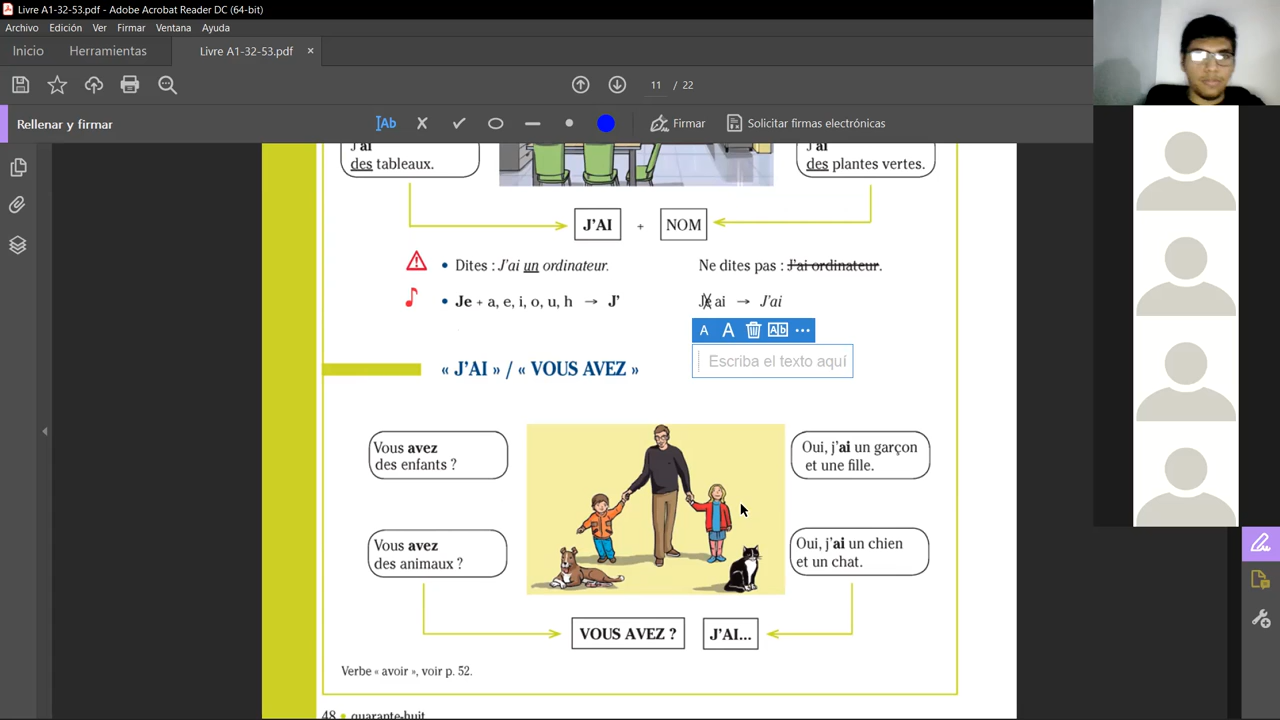 Livre A1-32-53.pdf - Adobe Acrobat Reader DC (64-bit)
Archivo Edición Ver Firmar Ventana Ayuda
Inicio Herramientas Livre A1-32-53.pdf ×
11 / 22
Rellenar y firmar Ab Firmar Solicitar firmas electrónicas
J'ai
des tableaux.
J'ai
des plantes vertes.
J'AI + NOM
• Dites : J'ai un ordinateur. Ne dites pas : J'ai ordinateur.
• Je + a, e, i, o, u, h → J' Je ai → J'ai
A A Ab ...
Escriba el texto aquí
« J'AI » / « VOUS AVEZ »
Vous avez
des enfants ?
Oui, j'ai un garçon
et une fille.
Vous avez
des animaux ?
Oui, j'ai un chien
et un chat.
VOUS AVEZ ? J'AI...
Verbe « avoir », voir p. 52.
48 • quarante-huit